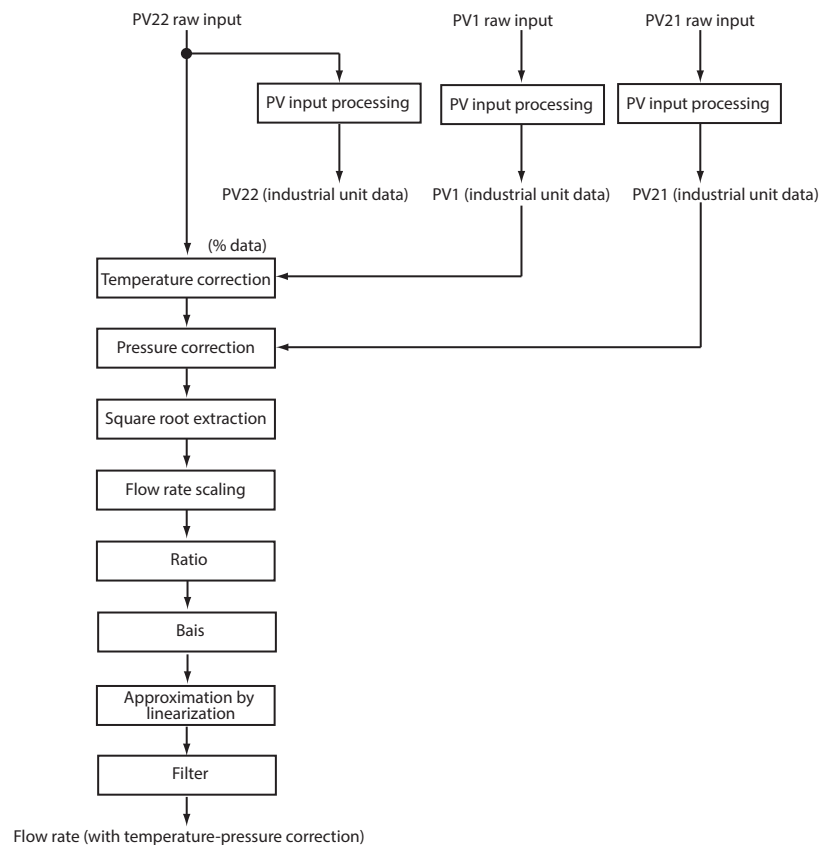 PV22 raw input
PV1 raw input
PV21 raw input
PV input processing
PV input processing
PV input processing
PV22 (industrial unit data)
PV1 (industrial unit data)
PV21 (industrial unit data)
(% data)
Temperature correction
Pressure correction
Square root extraction
Flow rate scaling
Ratio
Bais
Approximation by
linearization
Filter
Flow rate (with temperature-pressure correction)